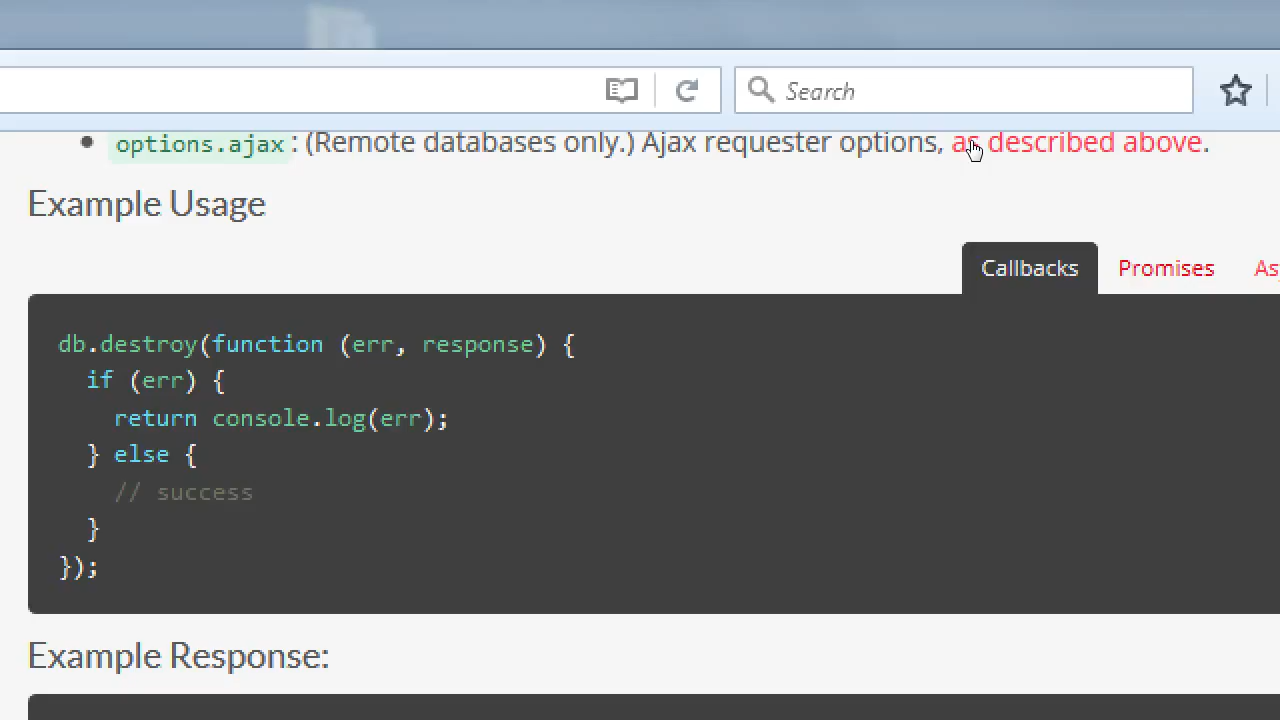 Search
options.ajax: (Remote databases only.) Ajax requester options, as described above.
Example Usage
Callbacks Promises
db.destroy(function (err, response) {
  if (err) {
    return console.log(err);
  } else {
    // success
  }
});
Example Response: